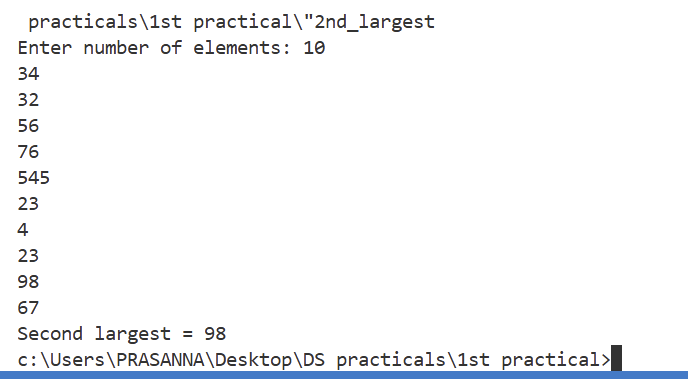 practicals\1st practical\"2nd_largest
Enter number of elements: 10
34
32
56
76
545
23
4
23
98
67
Second largest = 98
c:\Users\PRASANNA\Desktop\DS practicals\1st practical>